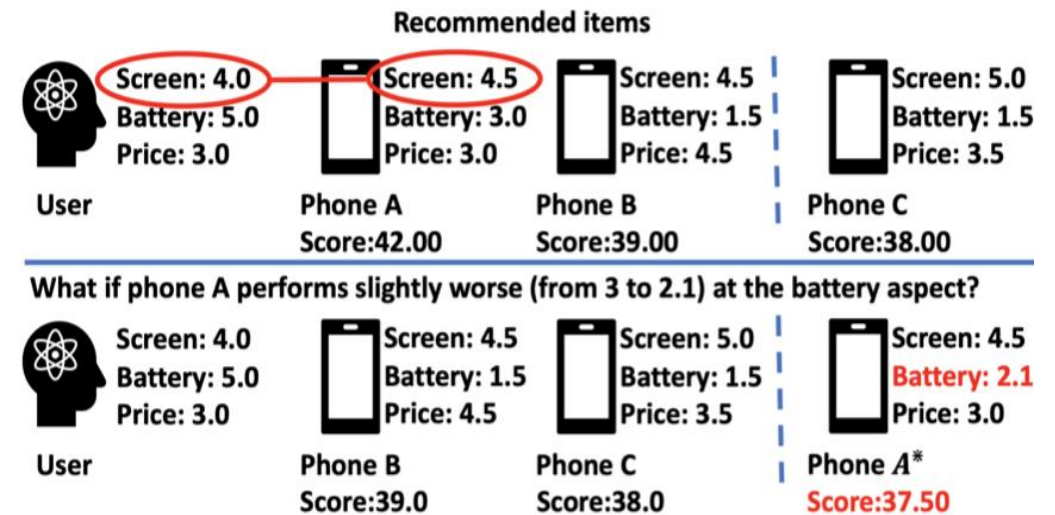 Recommended items
Screen: 4.0
Battery: 5.0
Price: 3.0
User
Screen: 4.5
Battery: 3.0
Price: 3.0
Phone A
Score:42.00
Screen: 4.5
Battery: 1.5
Price: 4.5
Phone B
Score:39.00
Screen: 5.0
Battery: 1.5
Price: 3.5
Phone C
Score:38.00
What if phone A performs slightly worse (from 3 to 2.1) at the battery aspect?
Screen: 4.0
Battery: 5.0
Price: 3.0
User
Screen: 4.5
Battery: 1.5
Price: 4.5
Phone B
Score:39.0
Screen: 5.0
Battery: 1.5
Price: 3.5
Phone C
Score:38.0
Screen: 4.5
Battery: 2.1
Price: 3.0
Phone A*
Score:37.50